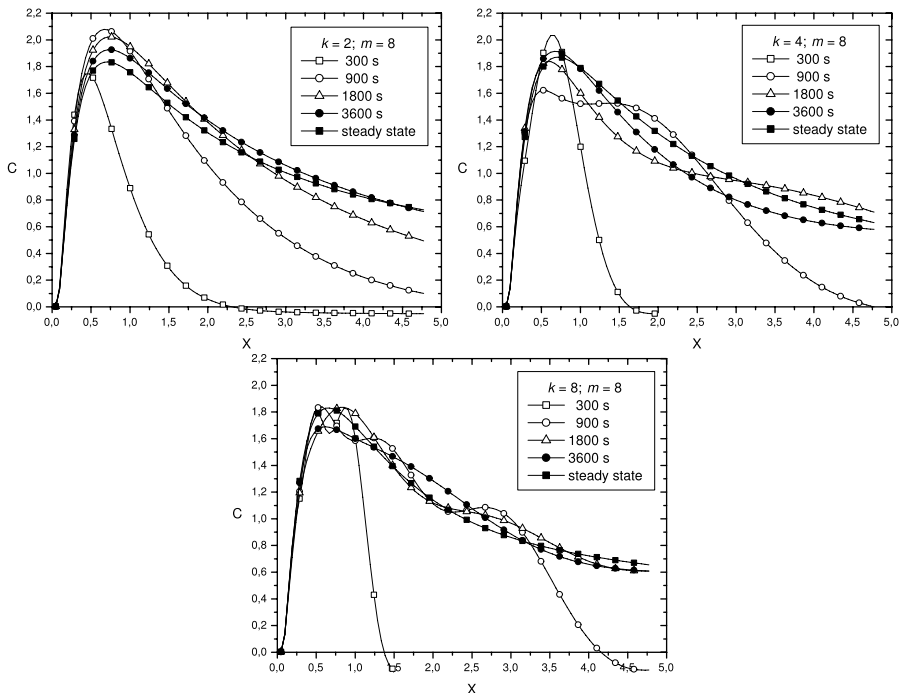 2,2
2,0
1,8
1,6
1,4
1,2
1,0
0,8
0,6
0,4
0,2
0,0
C
0,0 0,5 1,0 1,5 2,0 2,5 3,0 3,5 4,0 4,5 5,0
X
k = 2; m = 8
300 s
900 s
1800 s
3600 s
steady state
2,2
2,0
1,8
1,6
1,4
1,2
1,0
0,8
0,6
0,4
0,2
0,0
C
0,0 0,5 1,0 1,5 2,0 2,5 3,0 3,5 4,0 4,5 5,0
X
k = 4; m = 8
300 s
900 s
1800 s
3600 s
steady state
2,2
2,0
1,8
1,6
1,4
1,2
1,0
0,8
0,6
0,4
0,2
0,0
C
0,0 0,5 1,0 1,5 2,0 2,5 3,0 3,5 4,0 4,5 5,0
X
k = 8; m = 8
300 s
900 s
1800 s
3600 s
steady state